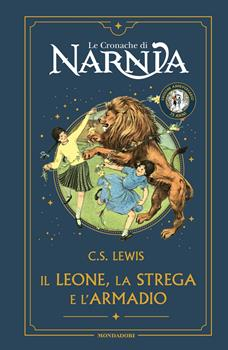 Le Cronache di
NARNIA
C.S. LEWIS
IL LEONE, LA STREGA
E L'ARMADIO
MONDADORI